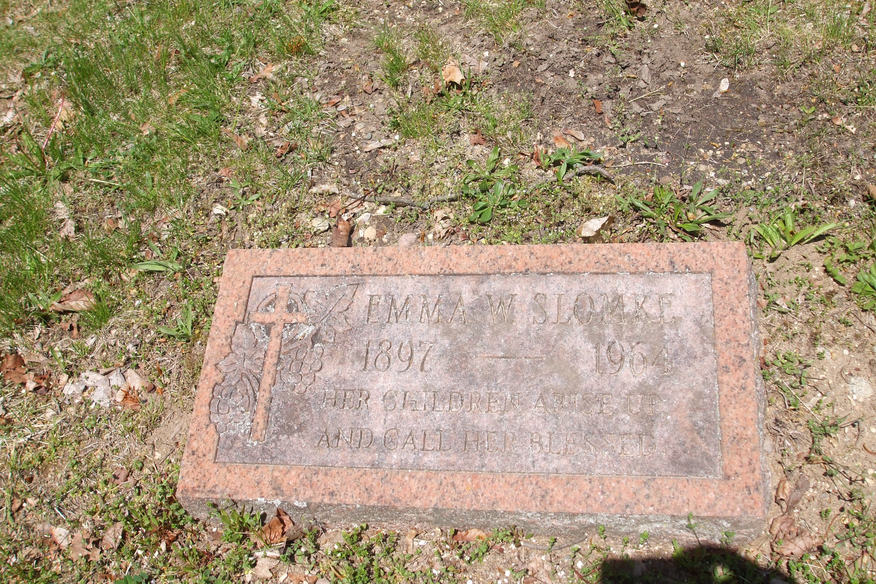 EMMA W SLOMKE
1897 — 1964
HER CHILDREN ARISE UP
AND CALL HER BLESSED